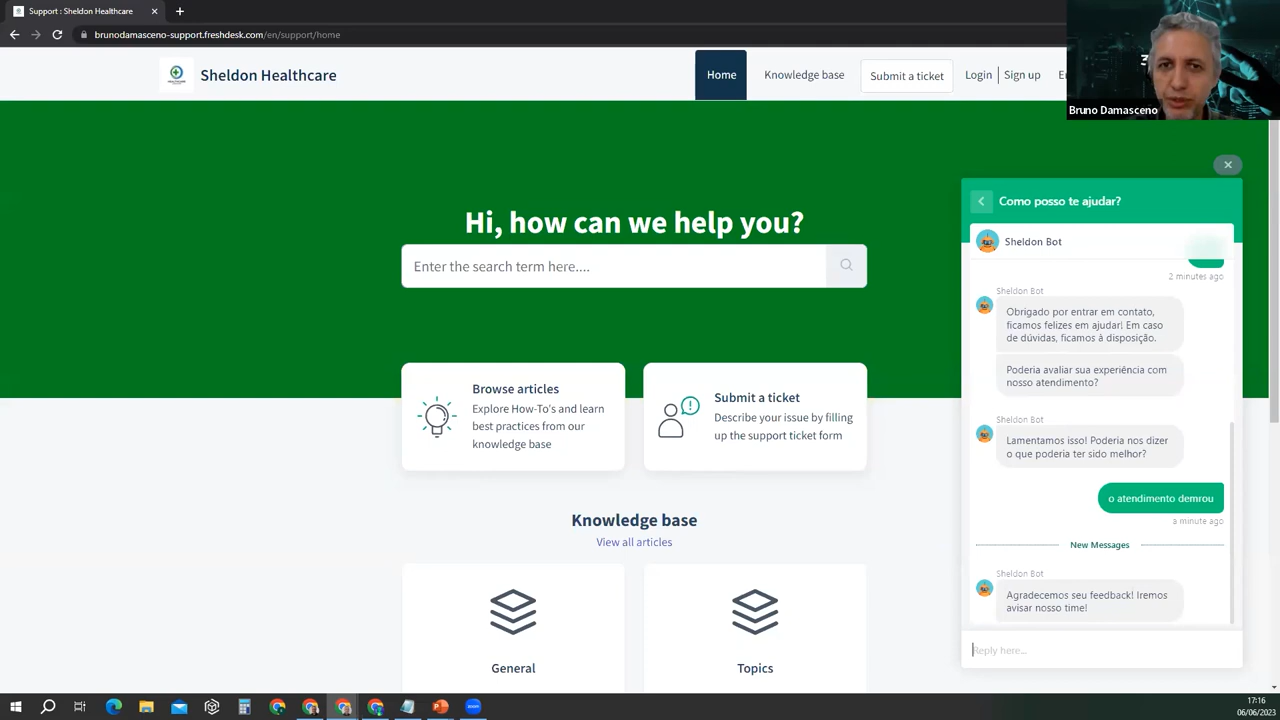 Support : Sheldon Healthcare
brunodamasceno-support.freshdesk.com/en/support/home
Sheldon Healthcare
Home
Knowledge base
Submit a ticket
Login
Sign up
Bruno Damasceno
Hi, how can we help you?
Enter the search term here....
Browse articles
Explore How-To's and learn
best practices from our
knowledge base
Submit a ticket
Describe your issue by filling
up the support ticket form
Knowledge base
View all articles
General
Topics
Como posso te ajudar?
Sheldon Bot
2 minutes ago
Sheldon Bot
Obrigado por entrar em contato,
ficamos felizes em ajudar! Em caso
de dúvidas, ficamos à disposição.
Poderia avaliar sua experiência com
nosso atendimento?
Sheldon Bot
Lamentamos isso! Poderia nos dizer
o que poderia ter sido melhor?
o atendimento demrou
a minute ago
New Messages
Sheldon Bot
Agradecemos seu feedback! Iremos
avisar nosso time!
Reply here...
17:16
06/06/2023